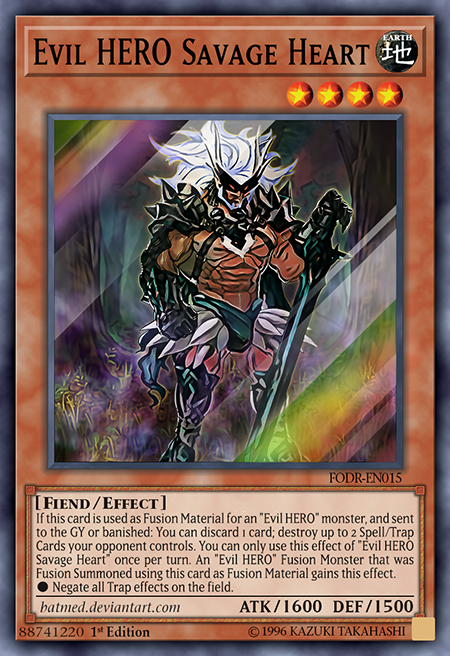 Evil HERO Savage Heart
EARTH
地
FODR-EN015
[Fiend/Effect]
If this card is used as Fusion Material for an "Evil HERO" monster, and sent
to the GY or banished: You can discard 1 card; destroy up to 2 Spell/Trap
Cards your opponent controls. You can only use this effect of "Evil HERO
Savage Heart" once per turn. An "Evil HERO" Fusion Monster that was
Fusion Summoned using this card as Fusion Material gains this effect.
● Negate all Trap effects on the field.
batmed.deviantart.com ATK/1600 DEF/1500
88741220 1st Edition © 1996 KAZUKI TAKAHASHI